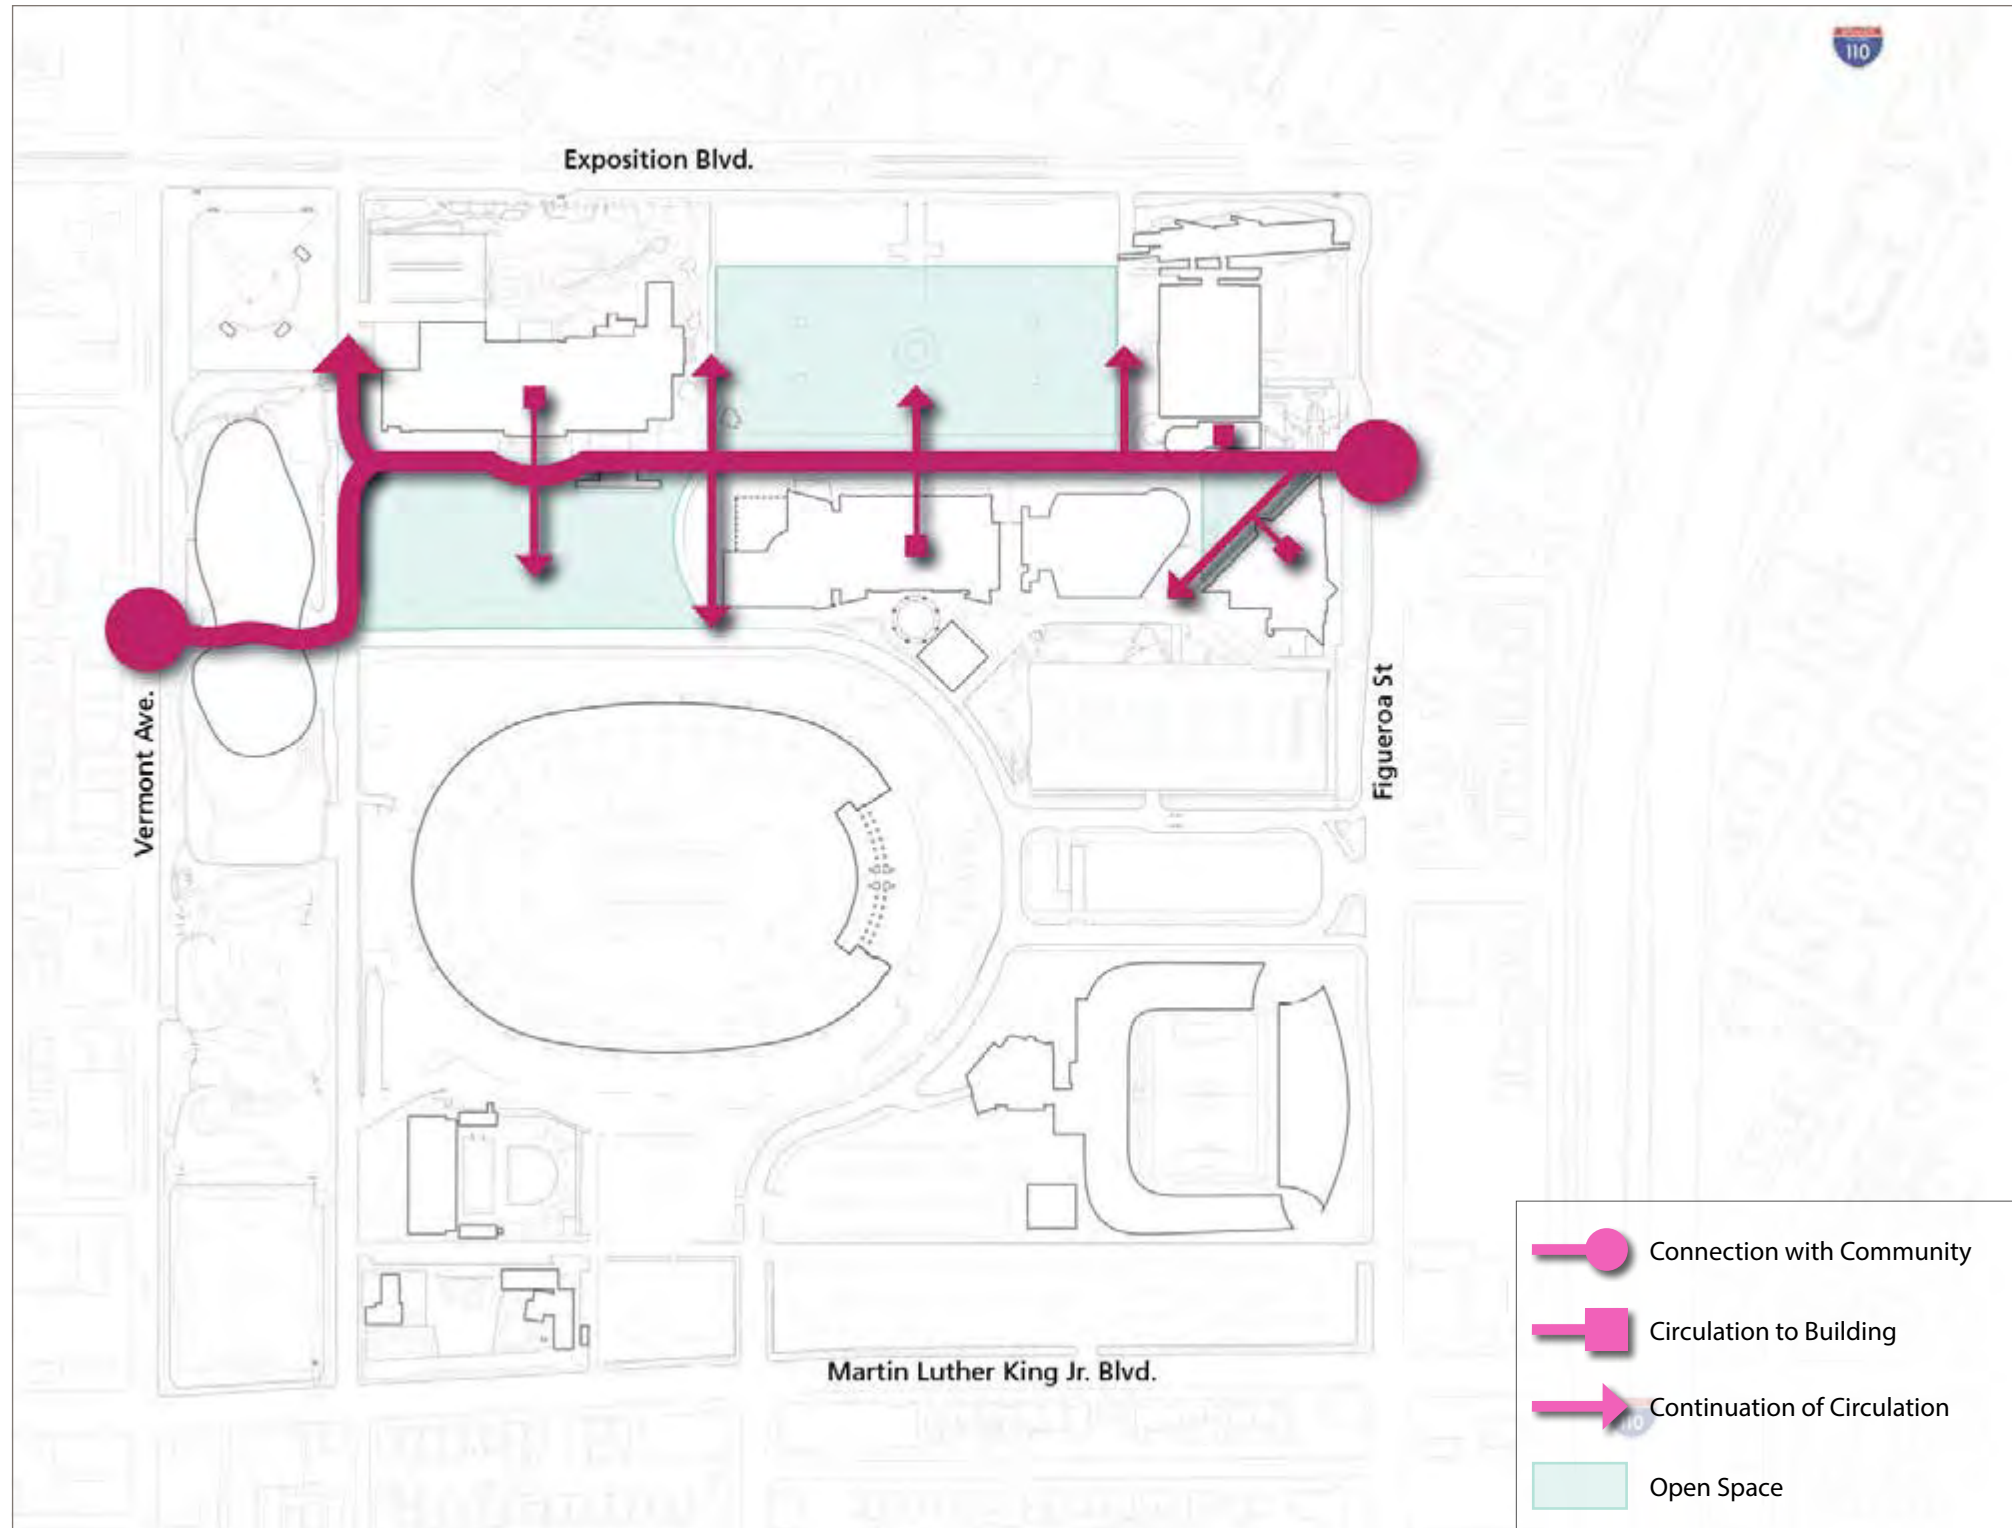 110
Exposition Blvd.
Vermont Ave.
Figueroa St
Martin Luther King Jr. Blvd.
Connection with Community
Circulation to Building
Continuation of Circulation
110
Open Space